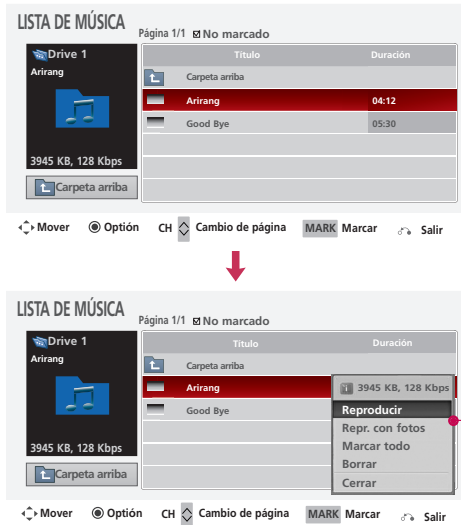 LISTA DE MÚSICA
Página 1/1 No marcado
Drive 1
Arirang
3945 KB, 128 Kbps
Carpeta arriba
Título Duración
Carpeta arriba
Arirang 04:12
Good Bye 05:30
Mover Optión CH Cambio de página MARK Marcar Salir
LISTA DE MÚSICA
Página 1/1 No marcado
Drive 1
Arirang
3945 KB, 128 Kbps
Carpeta arriba
Título Duración
Carpeta arriba
Arirang
Good Bye
3945 KB, 128 Kbps
Reproducir
Repr. con fotos
Marcar todo
Borrar
Cerrar
Mover Optión CH Cambio de página MARK Marcar Salir